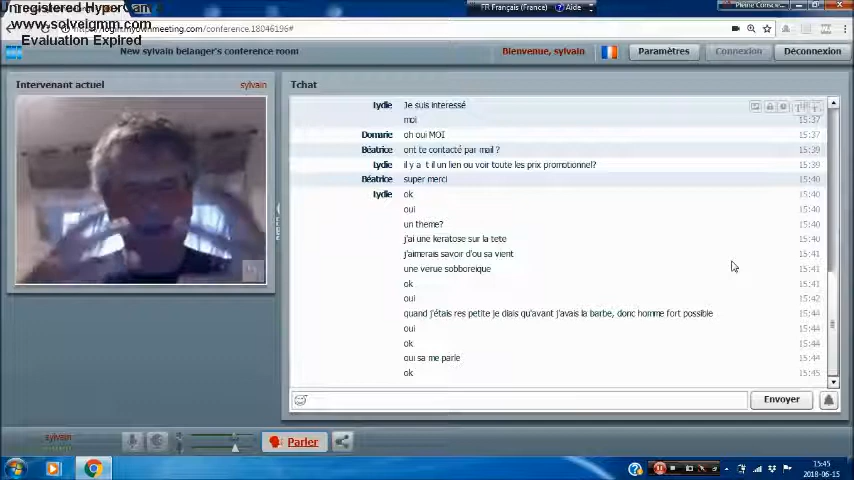 Unregistered HyperCam
www.solveigmm.com
Evaluation Expired
FR Français (France)
Aide
login.myownmeeting.com/conference.18046196#
New sylvain belanger's conference room
Bienvenue, sylvain
Paramètres
Connexion
Déconnexion
Intervenant actuel
sylvain
Tchat
Lydie Je suis interessé
moi 15:37
Domarie oh oui MOI 15:37
Béatrice ont te contacté par mail ? 15:39
Lydie il y a t il un lien ou voir toute les prix promotionnel? 15:39
Béatrice super merci 15:40
Lydie ok 15:40
oui 15:40
un theme? 15:40
j'ai une keratose sur la tete 15:40
j'aimerais savoir d'ou sa vient 15:41
une verue sobboreique 15:41
ok 15:41
oui 15:42
quand j'étais res petite je diais qu'avant j'avais la barbe, donc homme fort possible 15:44
oui 15:44
ok 15:44
oui sa me parle 15:44
ok 15:45
Envoyer
sylvain
Parler
15:45
2018-06-15